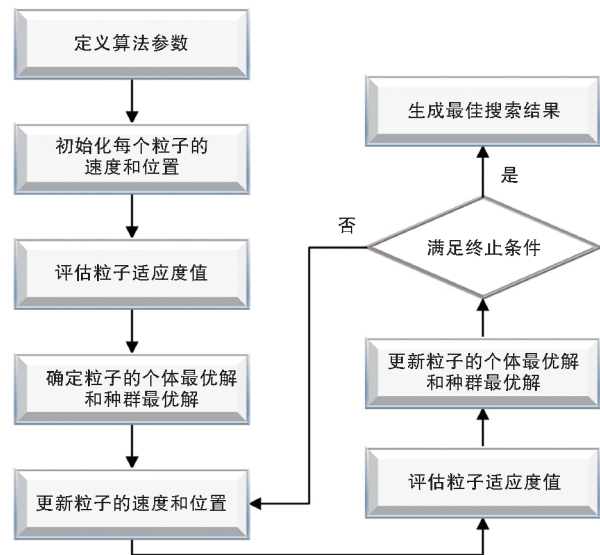 定义算法参数
初始化每个粒子的
速度和位置
评估粒子适应度值
确定粒子的个体最优解
和种群最优解
更新粒子的速度和位置
评估粒子适应度值
更新粒子的个体最优解
和种群最优解
满足终止条件
否
是
生成最佳搜索结果